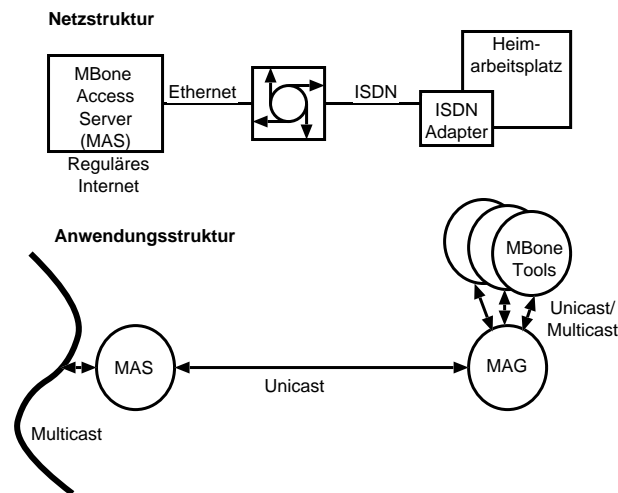 Netzstruktur
MBone
Access
Server
(MAS)
Reguläres
Internet
Ethernet
ISDN
Heim-
arbeitsplatz
ISDN
Adapter
Anwendungsstruktur
MBone
Tools
Unicast/
Multicast
MAS
Unicast
MAG
Multicast